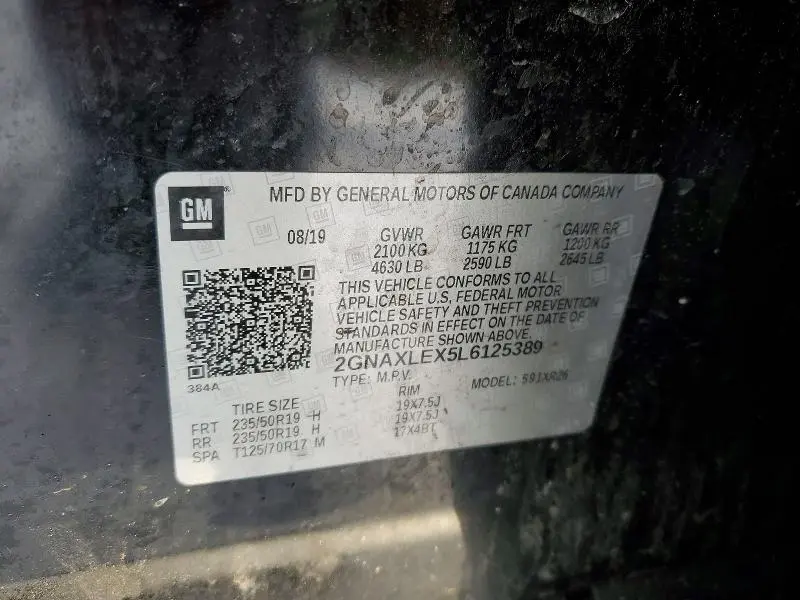 GM
MFD BY GENERAL MOTORS OF CANADA COMPANY
08/19 GVWR GAWR FRT GAWR RR
2100 KG 1175 KG 1200 KG
4630 LB 2590 LB 2645 LB
THIS VEHICLE CONFORMS TO ALL
APPLICABLE U.S. FEDERAL MOTOR
VEHICLE SAFETY AND THEFT PREVENTION
STANDARDS IN EFFECT ON THE DATE OF
MANUFACTURE SHOWN ABOVE.
2GNAXLEX5L6125389
TYPE: M.P.V. MODEL: 591XR26
384A
TIRE SIZE RIM
FRT 235/50R19 H 19X7.5J
RR 235/50R19 H 19X7.5J
SPA T125/70R17 M 17X4BT